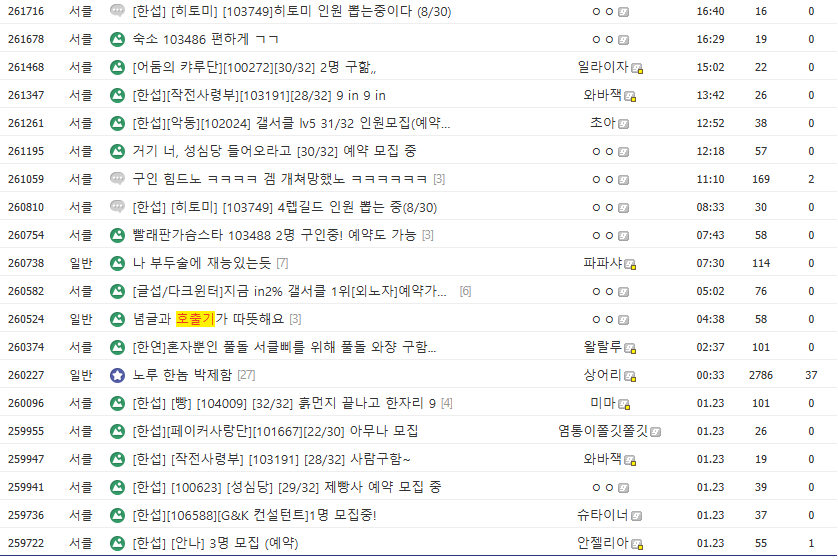 261716 서클 [한섭] [히토미] [103749]히토미 인원 뽑는중이다 (8/30) ㅇㅇ 16:40 16 0
261678 서클 숙소 103486 편하게 ㄱㄱ ㅇㅇ 16:29 19 0
261468 서클 [어둠의 캬루단][100272][30/32] 2명 구핢,, 일라이자 15:02 22 0
261347 서클 [한섭][작전사령부][103191][28/32] 9 in 9 in 와바잭 13:42 26 0
261261 서클 [한섭][악동][102024] 갤서클 lv5 31/32 인원모집(예약... 초아 12:52 38 0
261195 서클 거기 너, 성심당 들어오라고 [30/32] 예약 모집 중 ㅇㅇ 12:18 57 0
261059 서클 구인 힘드노 ㅋㅋㅋㅋ 겜 개쳐망했노 ㅋㅋㅋㅋㅋㅋ [3] ㅇㅇ 11:10 169 2
260810 서클 [한섭] [히토미] [103749] 4렙길드 인원 뽑는 중(8/30) ㅇㅇ 08:33 30 0
260754 서클 빨래판가슴스타 103488 2명 구인중! 예약도 가능 [3] ㅇㅇ 07:43 58 0
260738 일반 나 부두술에 재능있는듯 [7] 파파샤 07:30 114 0
260582 서클 [글섭/다크윈터]지금 in2% 갤서클 1위[외노자]예약가... [6] ㅇㅇ 05:02 76 0
260524 일반 념글과 호출기가 따뜻해요 [3] ㅇㅇ 04:38 58 0
260374 서클 [한연]혼자뿐인 풀돌 서클삐를 위해 풀돌 와쟝 구함... 왈랄루 02:37 101 0
260227 일반 노루 한놈 박제함 [27] 상어리 00:33 2786 37
260096 서클 [한섭] [빵] [104009] [32/32] 흙먼지 끝나고 한자리 9 [4] 미마 01.23 101 0
259955 서클 [한섭][페이커사랑단][101667][22/30] 아무나 모집 염통이쫄깃쫄깃 01.23 26 0
259947 서클 [한섭] [작전사령부] [103191] [28/32] 사람구함~ 와바잭 01.23 19 0
259941 서클 [한섭] [100623] [성심당] [29/32] 제빵사 예약 모집 중 ㅇㅇ 01.23 39 0
259736 서클 [한섭][106588][G&K 컨설턴트]1명 모집중! 슈타이너 01.23 37 0
259722 서클 [한섭] [안나] 3명 모집 (예약) 안젤리아 01.23 55 1